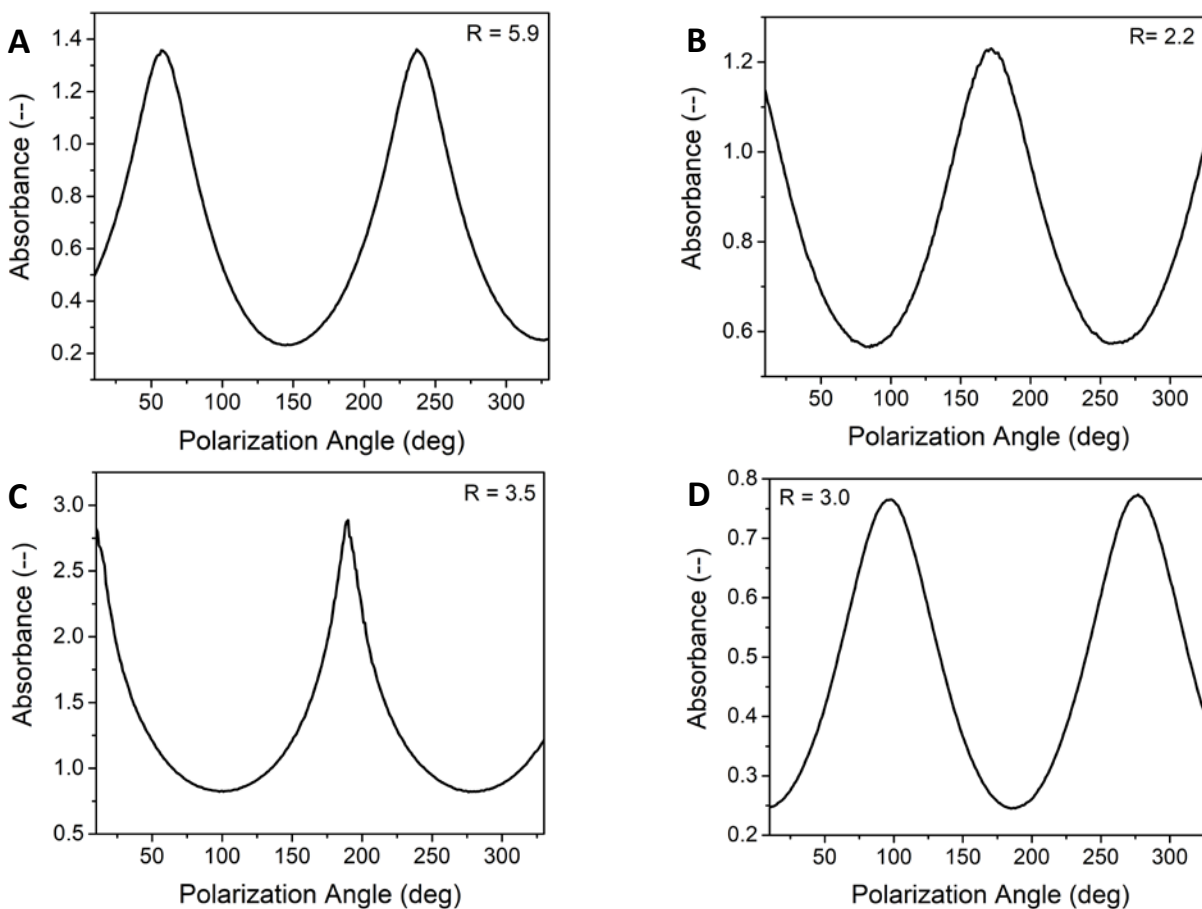 A
R = 5.9
1.4
1.2
1.0
0.8
0.6
0.4
0.2
Absorbance (--)
50 100 150 200 250 300
Polarization Angle (deg)
B
R= 2.2
1.2
1.0
0.8
0.6
Absorbance (--)
50 100 150 200 250 300
Polarization Angle (deg)
C
R = 3.5
3.0
2.5
2.0
1.5
1.0
0.5
Absorbance (--)
50 100 150 200 250 300
Polarization Angle (deg)
D
R = 3.0
0.8
0.7
0.6
0.5
0.4
0.3
0.2
Absorbance (--)
50 100 150 200 250 300
Polarization Angle (deg)